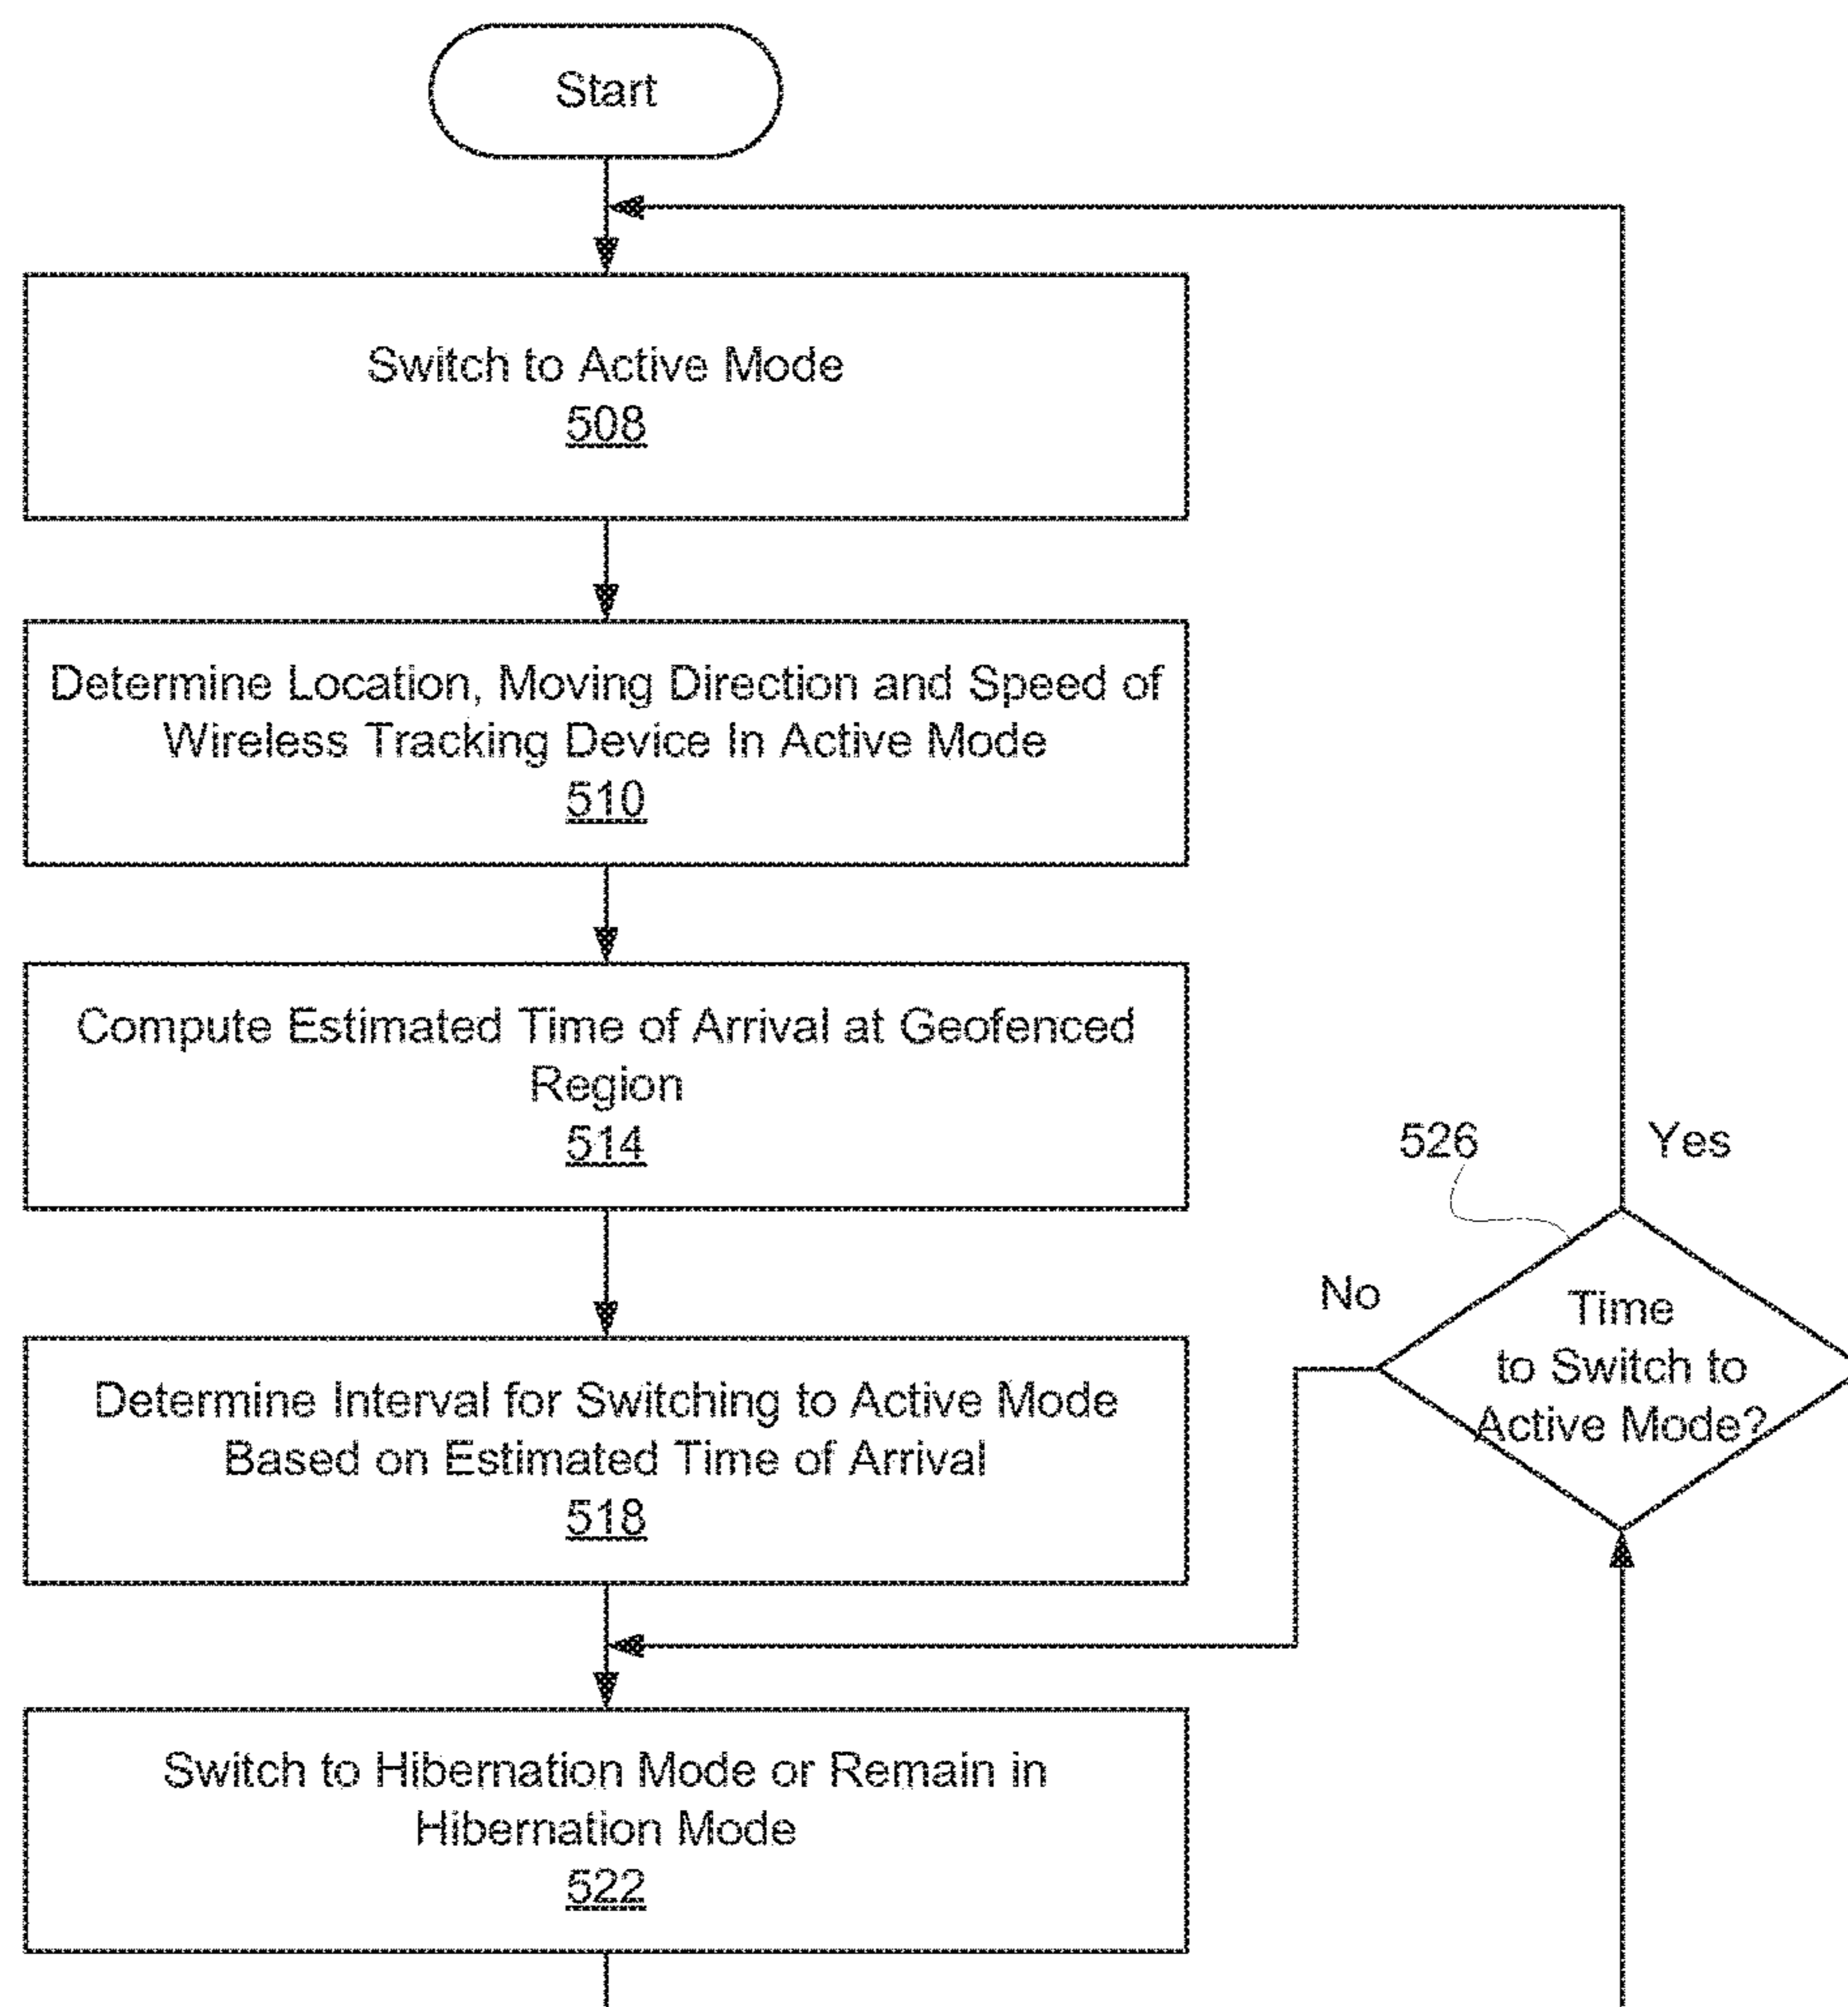 Start
Switch to Active Mode
508
Determine Location, Moving Direction and Speed of
Wireless Tracking Device In Active Mode
510
Compute Estimated Time of Arrival at Geofenced
Region
514
526
Yes
No
Time
to Switch to
Active Mode?
Determine Interval for Switching to Active Mode
Based on Estimated Time of Arrival
518
Switch to Hibernation Mode or Remain in
Hibernation Mode
522